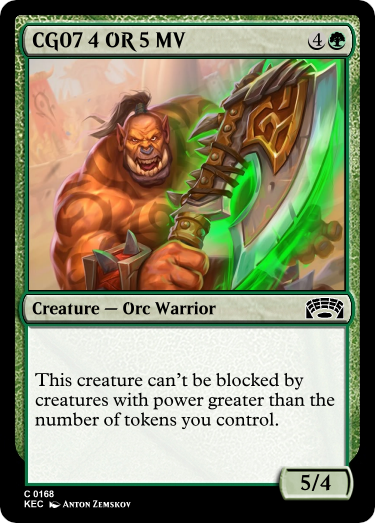 CG07 4 OR 5 MV 4
Creature — Orc Warrior
This creature can't be blocked by
creatures with power greater than the
number of tokens you control.
5/4
C 0168
KEC Anton Zemskov